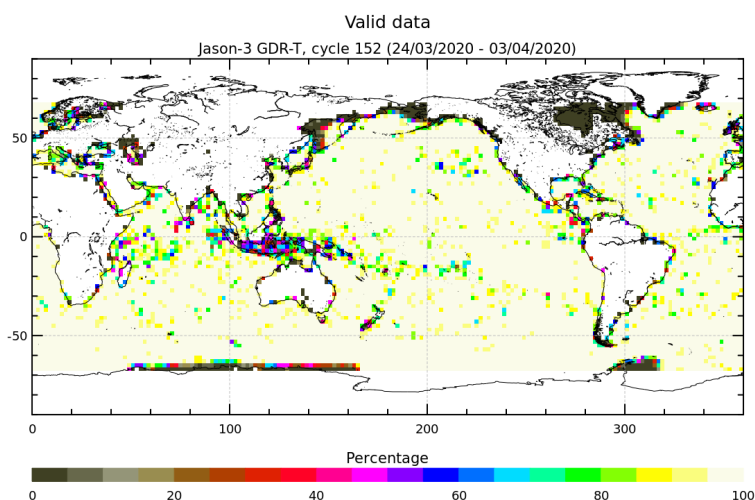 Valid data
Jason-3 GDR-T, cycle 152 (24/03/2020 - 03/04/2020)
50
0
-50
0 100 200 300
Percentage
0 20 40 60 80 100